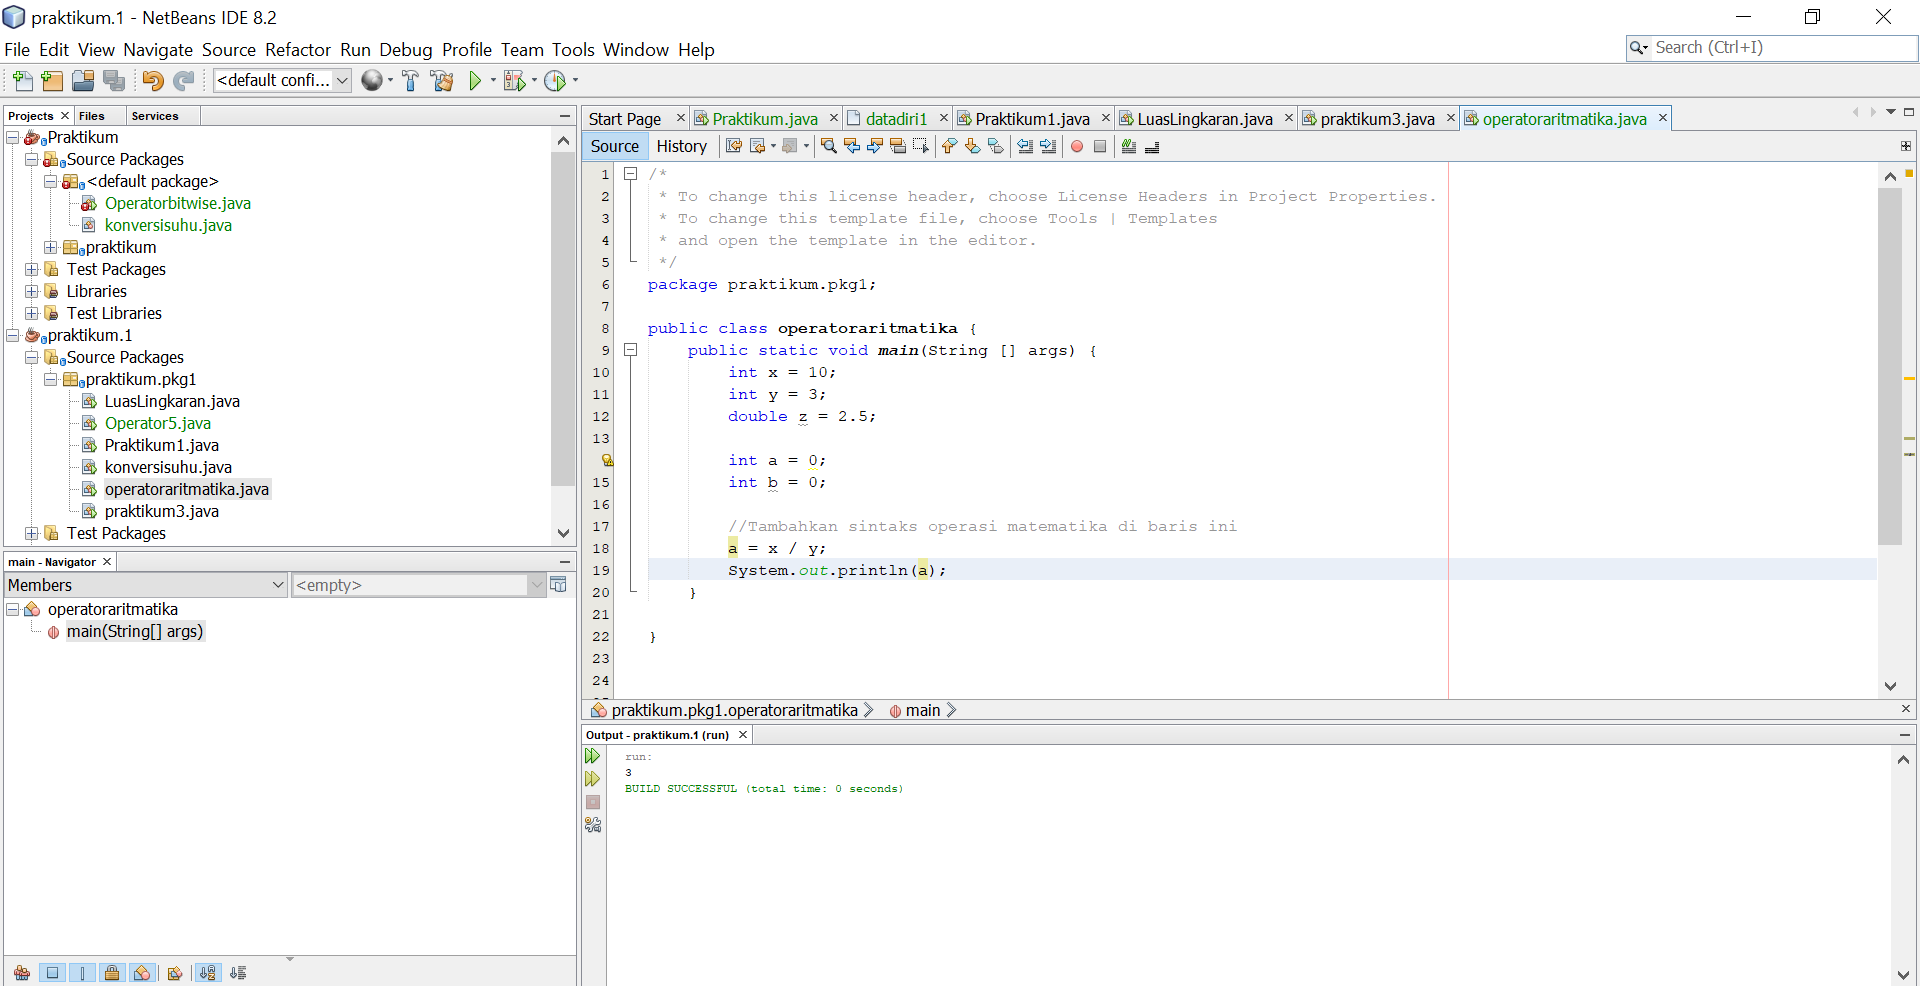 praktikum.1 - NetBeans IDE 8.2
File Edit View Navigate Source Refactor Run Debug Profile Team Tools Window Help
Search (Ctrl+I)
<default confi...
Projects Files Services
Praktikum
Source Packages
<default package>
Operatorbitwise.java
konversisuhu.java
praktikum
Test Packages
Libraries
Test Libraries
praktikum.1
Source Packages
praktikum.pkg1
LuasLingkaran.java
Operator5.java
Praktikum1.java
konversisuhu.java
operatoraritmatika.java
praktikum3.java
Test Packages
main - Navigator
Members
<empty>
operatoraritmatika
main(String[] args)
Start Page Praktikum.java datadiri1 Praktikum1.java LuasLingkaran.java praktikum3.java operatoraritmatika.java
Source History
1 /*
2 * To change this license header, choose License Headers in Project Properties.
3 * To change this template file, choose Tools | Templates
4 * and open the template in the editor.
5 */
6 package praktikum.pkg1;
7
8 public class operatoraritmatika {
9 public static void main(String [] args) {
10 int x = 10;
11 int y = 3;
12 double z = 2.5;
13
int a = 0;
15 int b = 0;
16
17 //Tambahkan sintaks operasi matematika di baris ini
18 a = x / y;
19 System.out.println(a);
20 }
21
22 }
23
24
praktikum.pkg1.operatoraritmatika main
Output - praktikum.1 (run)
run:
3
BUILD SUCCESSFUL (total time: 0 seconds)